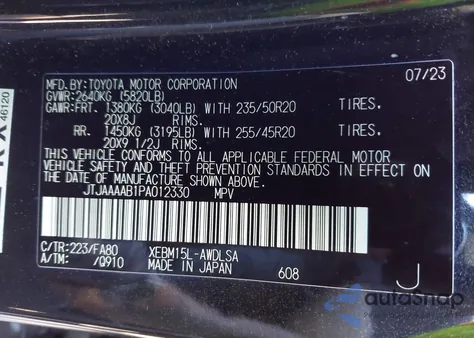 MFD.BY:TOYOTA MOTOR CORPORATION 07/23
GVWR:2640KG (5820LB)
GAWR:FRT. 1380KG (3040LB) WITH 235/50R20 TIRES.
20X8J RIMS.
RR. 1450KG (3195LB) WITH 255/45R20 TIRES.
20X9 1/2J RIMS.
THIS VEHICLE CONFORMS TO ALL APPLICABLE FEDERAL MOTOR
VEHICLE SAFETY AND THEFT PREVENTION STANDARDS IN EFFECT ON
THE DATE OF MANUFACTURE SHOWN ABOVE.
JTJAAAAB1PA012330 MPV
C/TR:223/FA80 XEBM15L-AWDLSA
A/TM: /Q910 MADE IN JAPAN 608 J
46120
autosnap